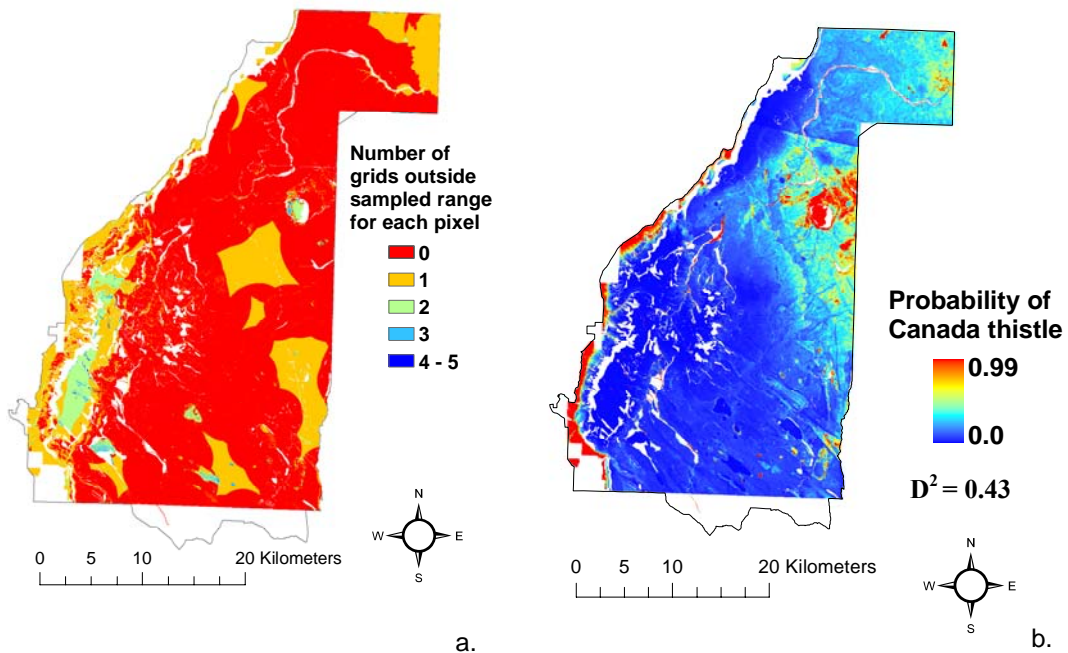 Number of
grids outside
sampled range
for each pixel
0
1
2
3
4 - 5
N
W E
S
0 5 10 20 Kilometers
a.
Probability of
Canada thistle
0.99
0.0
D² = 0.43
N
W E
S
0 5 10 20 Kilometers
b.